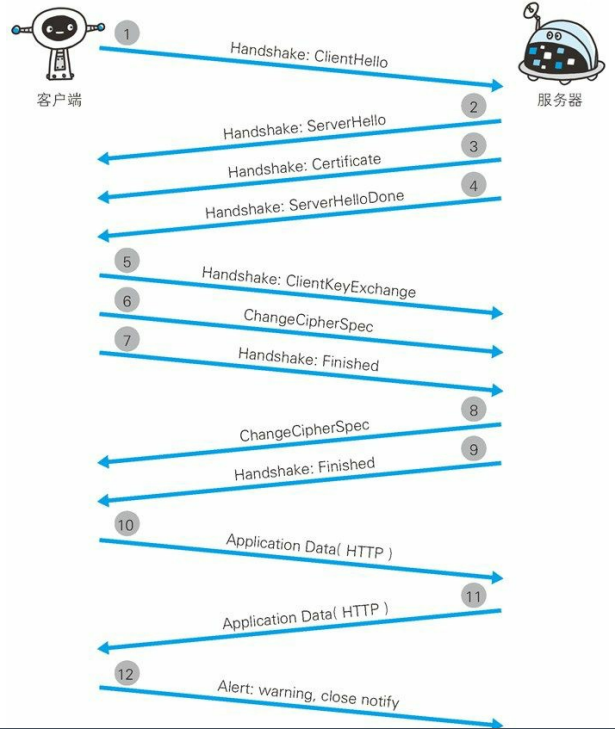 1
Handshake: ClientHello
客户端
服务器
2
Handshake: ServerHello
3
Handshake: Certificate
4
Handshake: ServerHelloDone
5
Handshake: ClientKeyExchange
6
ChangeCipherSpec
7
Handshake: Finished
8
ChangeCipherSpec
9
Handshake: Finished
10
Application Data( HTTP )
11
Application Data( HTTP )
12
Alert: warning, close notify